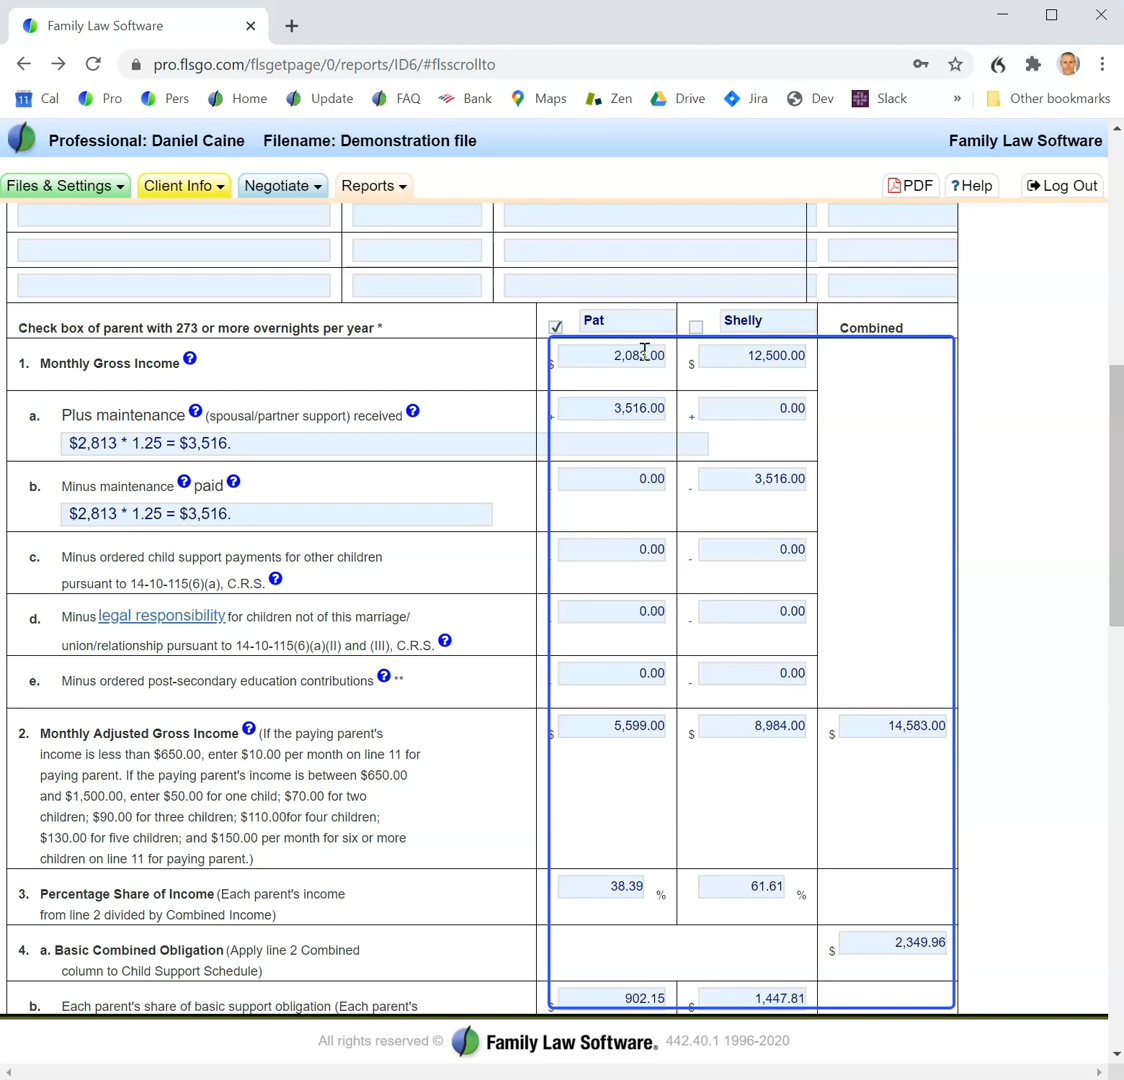 Family Law Software
pro.flsgo.com/flsgetpage/0/reports/ID6/#flsscrollto
11 Cal Pro Pers Home Update FAQ Bank Maps Zen Drive Jira Dev Slack » Other bookmarks
Professional: Daniel Caine Filename: Demonstration file Family Law Software
Files & Settings Client Info Negotiate Reports PDF ?Help Log Out
Check box of parent with 273 or more overnights per year * Pat Shelly Combined
1. Monthly Gross Income ? $ 2,083.00 $ 12,500.00
a. Plus maintenance ? (spousal/partner support) received ? + 3,516.00 + 0.00
$2,813 * 1.25 = $3,516.
b. Minus maintenance ? paid ? 0.00 - 3,516.00
$2,813 * 1.25 = $3,516.
c. Minus ordered child support payments for other children 0.00 - 0.00
pursuant to 14-10-115(6)(a), C.R.S. ?
d. Minus legal responsibility for children not of this marriage/ 0.00 - 0.00
union/relationship pursuant to 14-10-115(6)(a)(II) and (III), C.R.S. ?
e. Minus ordered post-secondary education contributions ? ** 0.00 - 0.00
2. Monthly Adjusted Gross Income ? (If the paying parent's $ 5,599.00 $ 8,984.00 $ 14,583.00
income is less than $650.00, enter $10.00 per month on line 11 for
paying parent. If the paying parent's income is between $650.00
and $1,500.00, enter $50.00 for one child; $70.00 for two
children; $90.00 for three children; $110.00for four children;
$130.00 for five children; and $150.00 per month for six or more
children on line 11 for paying parent.)
3. Percentage Share of Income (Each parent's income 38.39 % 61.61 %
from line 2 divided by Combined Income)
4. a. Basic Combined Obligation (Apply line 2 Combined $ 2,349.96
column to Child Support Schedule)
b. Each parent's share of basic support obligation (Each parent's $ 902.15 $ 1,447.81
All rights reserved © Family Law Software. 442.40.1 1996-2020